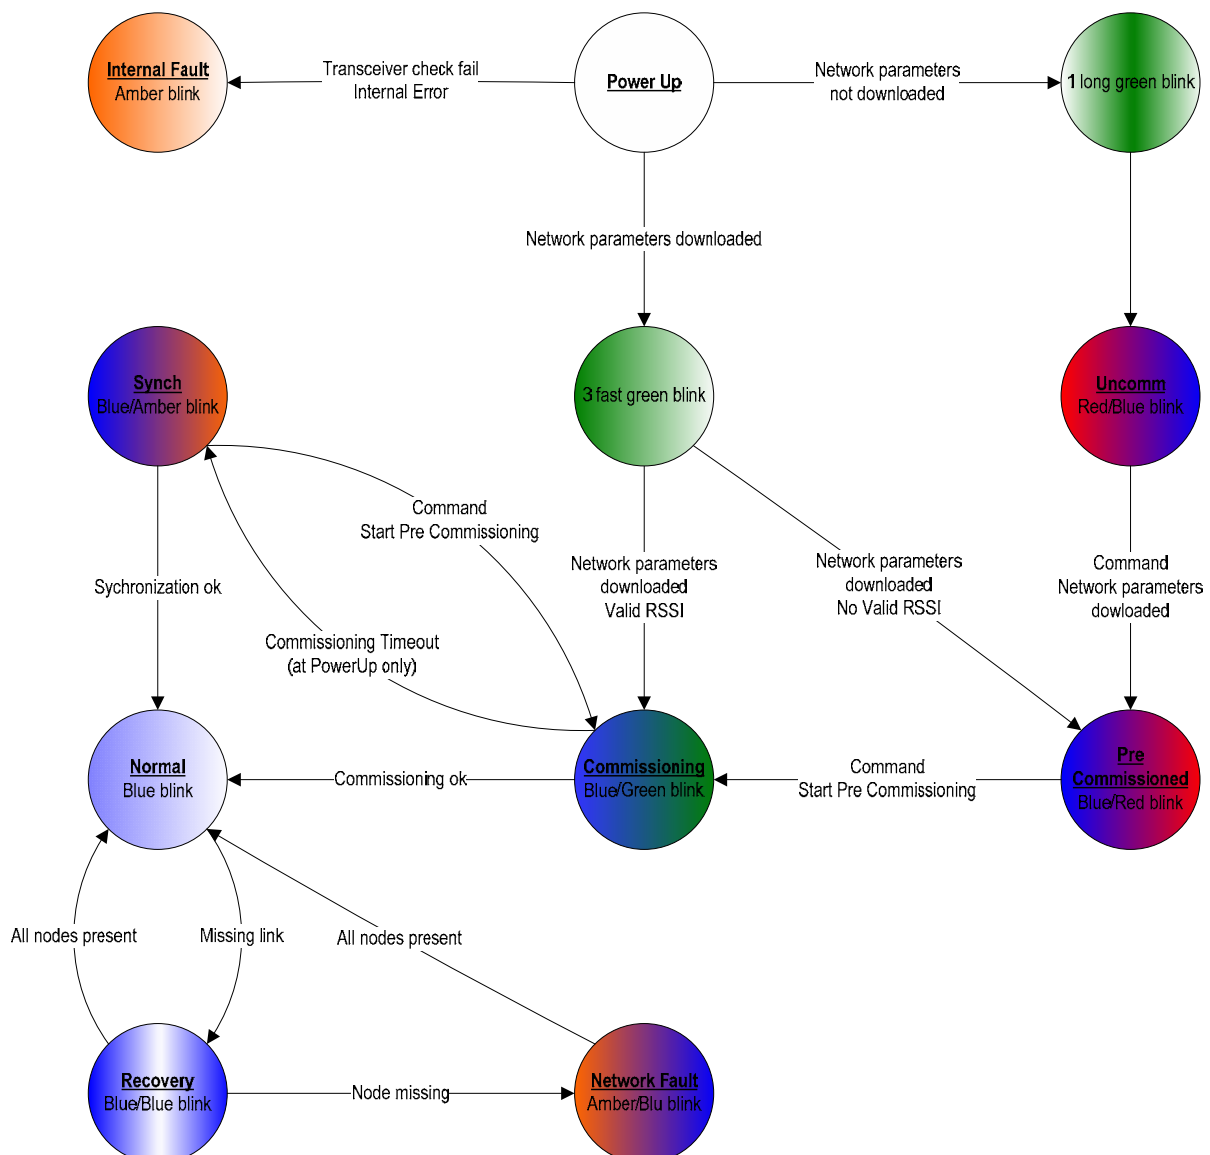 Internal Fault
Amber blink
Transceiver check fail
Internal Error
Power Up
Network parameters
not downloaded
1 long green blink
Network parameters downloaded
Synch
Blue/Amber blink
3 fast green blink
Uncomm
Red/Blue blink
Command
Start Pre Commissioning
Network parameters
downloaded
Valid RSSI
Network parameters
downloaded
No Valid RSSI
Command
Network parameters
dowloaded
Sychronization ok
Commissioning Timeout
(at PowerUp only)
Normal
Blue blink
Commissioning ok
Commissioning
Blue/Green blink
Command
Start Pre Commissioning
Pre
Commissioned
Blue/Red blink
All nodes present
Missing link
All nodes present
Recovery
Blue/Blue blink
Node missing
Network Fault
Amber/Blu blink